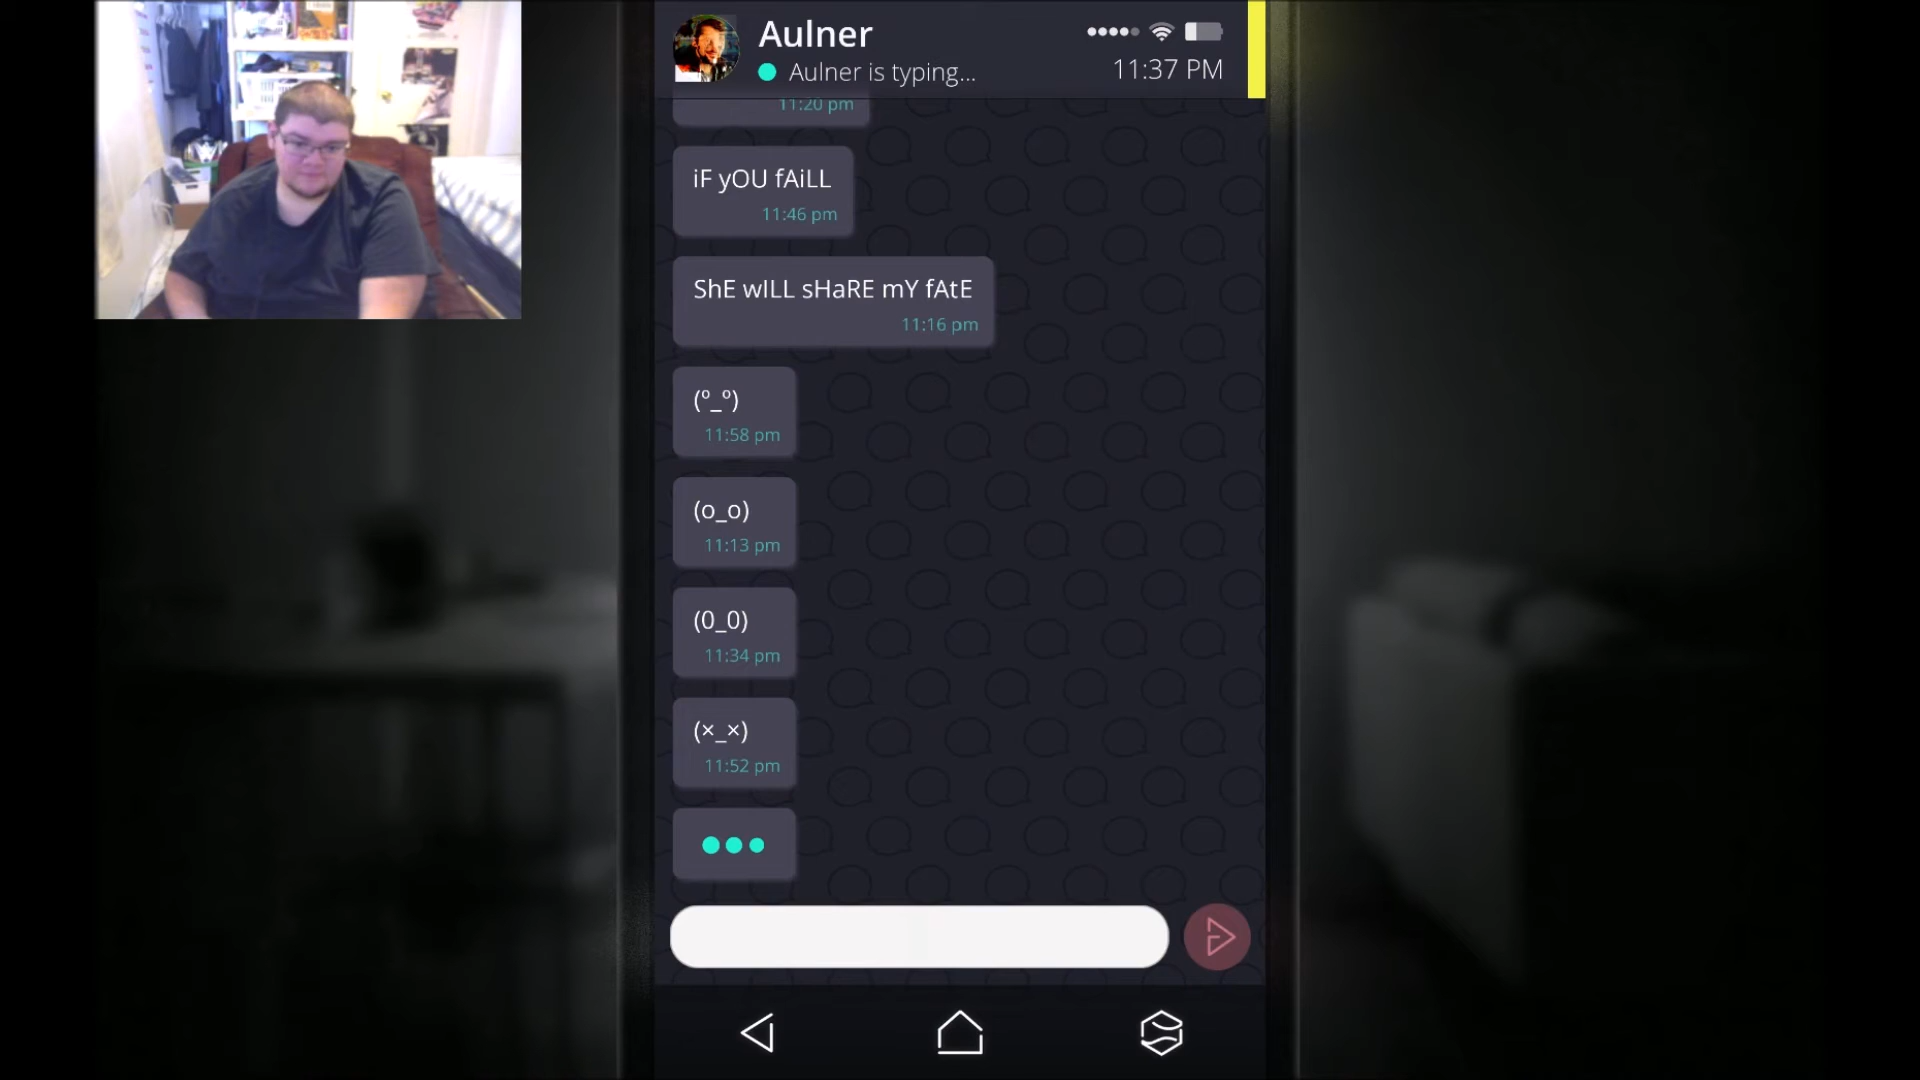 Aulner
Aulner is typing...
11:37 PM
11:20 pm
iF yOU fAiLL
11:46 pm
ShE wILL sHaRE mY fAtE
11:16 pm
(º_º)
11:58 pm
(o_o)
11:13 pm
(0_0)
11:34 pm
(×_×)
11:52 pm